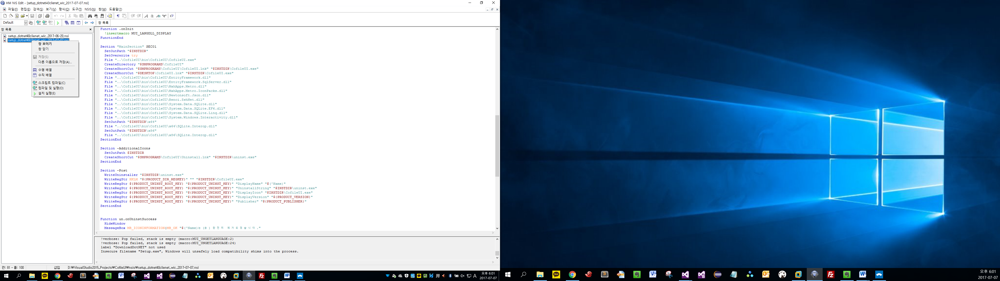 HM NIS Edit - [setup_dotnet40clienet_wic_2017-07-07.nsi]
파일(F) 편집(E) 검색(S) 보기(V) 형식(O) 도구(T) NSIS(N) 창(W) 도움말(?)
Default 창 목록
창 목록
setup_dotnet40clienet_wic_2017-06-20.nsi
setup_dotnet40clienet_wic_2017-07-07.nsi
창 보이기
창 닫기
저장(S)
다른 이름으로 저장(A)...
수평 배열
수직 배열
스크립트 컴파일(C)
컴파일 및 실행(O)
설치 실행(E)
Function .onInit
!insertmacro MUI_LANGDLL_DISPLAY
FunctionEnd
Section "MainSection" SEC01
SetOutPath "$INSTDIR"
SetOverwrite try
File "..\CofileUI\bin\CofileUI\CofileUI.exe"
CreateDirectory "$SMPROGRAMS\CofileUI"
CreateShortCut "$SMPROGRAMS\CofileUI\CofileUI.lnk" "$INSTDIR\CofileUI.exe"
CreateShortCut "$DESKTOP\CofileUI.lnk" "$INSTDIR\CofileUI.exe"
File "..\CofileUI\bin\CofileUI\EntityFramework.dll"
File "..\CofileUI\bin\CofileUI\EntityFramework.SqlServer.dll"
File "..\CofileUI\bin\CofileUI\MahApps.Metro.dll"
File "..\CofileUI\bin\CofileUI\MahApps.Metro.IconPacks.dll"
File "..\CofileUI\bin\CofileUI\Newtonsoft.Json.dll"
File "..\CofileUI\bin\CofileUI\Renci.SshNet.dll"
File "..\CofileUI\bin\CofileUI\System.Data.SQLite.dll"
File "..\CofileUI\bin\CofileUI\System.Data.SQLite.EF6.dll"
File "..\CofileUI\bin\CofileUI\System.Data.SQLite.Linq.dll"
File "..\CofileUI\bin\CofileUI\System.Windows.Interactivity.dll"
SetOutPath "$INSTDIR\x64"
File "..\CofileUI\bin\CofileUI\x64\SQLite.Interop.dll"
SetOutPath "$INSTDIR\x86"
File "..\CofileUI\bin\CofileUI\x86\SQLite.Interop.dll"
SectionEnd
Section -AdditionalIcons
SetOutPath $INSTDIR
CreateShortCut "$SMPROGRAMS\CofileUI\Uninstall.lnk" "$INSTDIR\uninst.exe"
SectionEnd
Section -Post
WriteUninstaller "$INSTDIR\uninst.exe"
WriteRegStr HKLM "${PRODUCT_DIR_REGKEY}" "" "$INSTDIR\CofileUI.exe"
WriteRegStr ${PRODUCT_UNINST_ROOT_KEY} "${PRODUCT_UNINST_KEY}" "DisplayName" "$(^Name)"
WriteRegStr ${PRODUCT_UNINST_ROOT_KEY} "${PRODUCT_UNINST_KEY}" "UninstallString" "$INSTDIR\uninst.exe"
WriteRegStr ${PRODUCT_UNINST_ROOT_KEY} "${PRODUCT_UNINST_KEY}" "DisplayIcon" "$INSTDIR\CofileUI.exe"
WriteRegStr ${PRODUCT_UNINST_ROOT_KEY} "${PRODUCT_UNINST_KEY}" "DisplayVersion" "${PRODUCT_VERSION}"
WriteRegStr ${PRODUCT_UNINST_ROOT_KEY} "${PRODUCT_UNINST_KEY}" "Publisher" "${PRODUCT_PUBLISHER}"
SectionEnd
Function un.onUninstSuccess
HideWindow
MessageBox MB_ICONINFORMATION|MB_OK "$(^Name)는(은) 완전히 제거되었습니다."
!verbose: Pop failed, stack is empty (macro:MUI_UNGETLANGUAGE:2)
!verbose: Pop failed, stack is empty (macro:MUI_UNGETLANGUAGE:24)
label "DownloadDotNET" not used
Insecure filename "Setup.exe", Windows will unsafely load compatibility shims into the process.
칸: 81 - 줄: 100 삽입 D:\VisualStudio2015_Projects\CofileUI\nsis\setup_dotnet40clienet_wic_2017-07-07.nsi
A 오후 6:01
2017-07-07
오후 6:01
2017-07-07